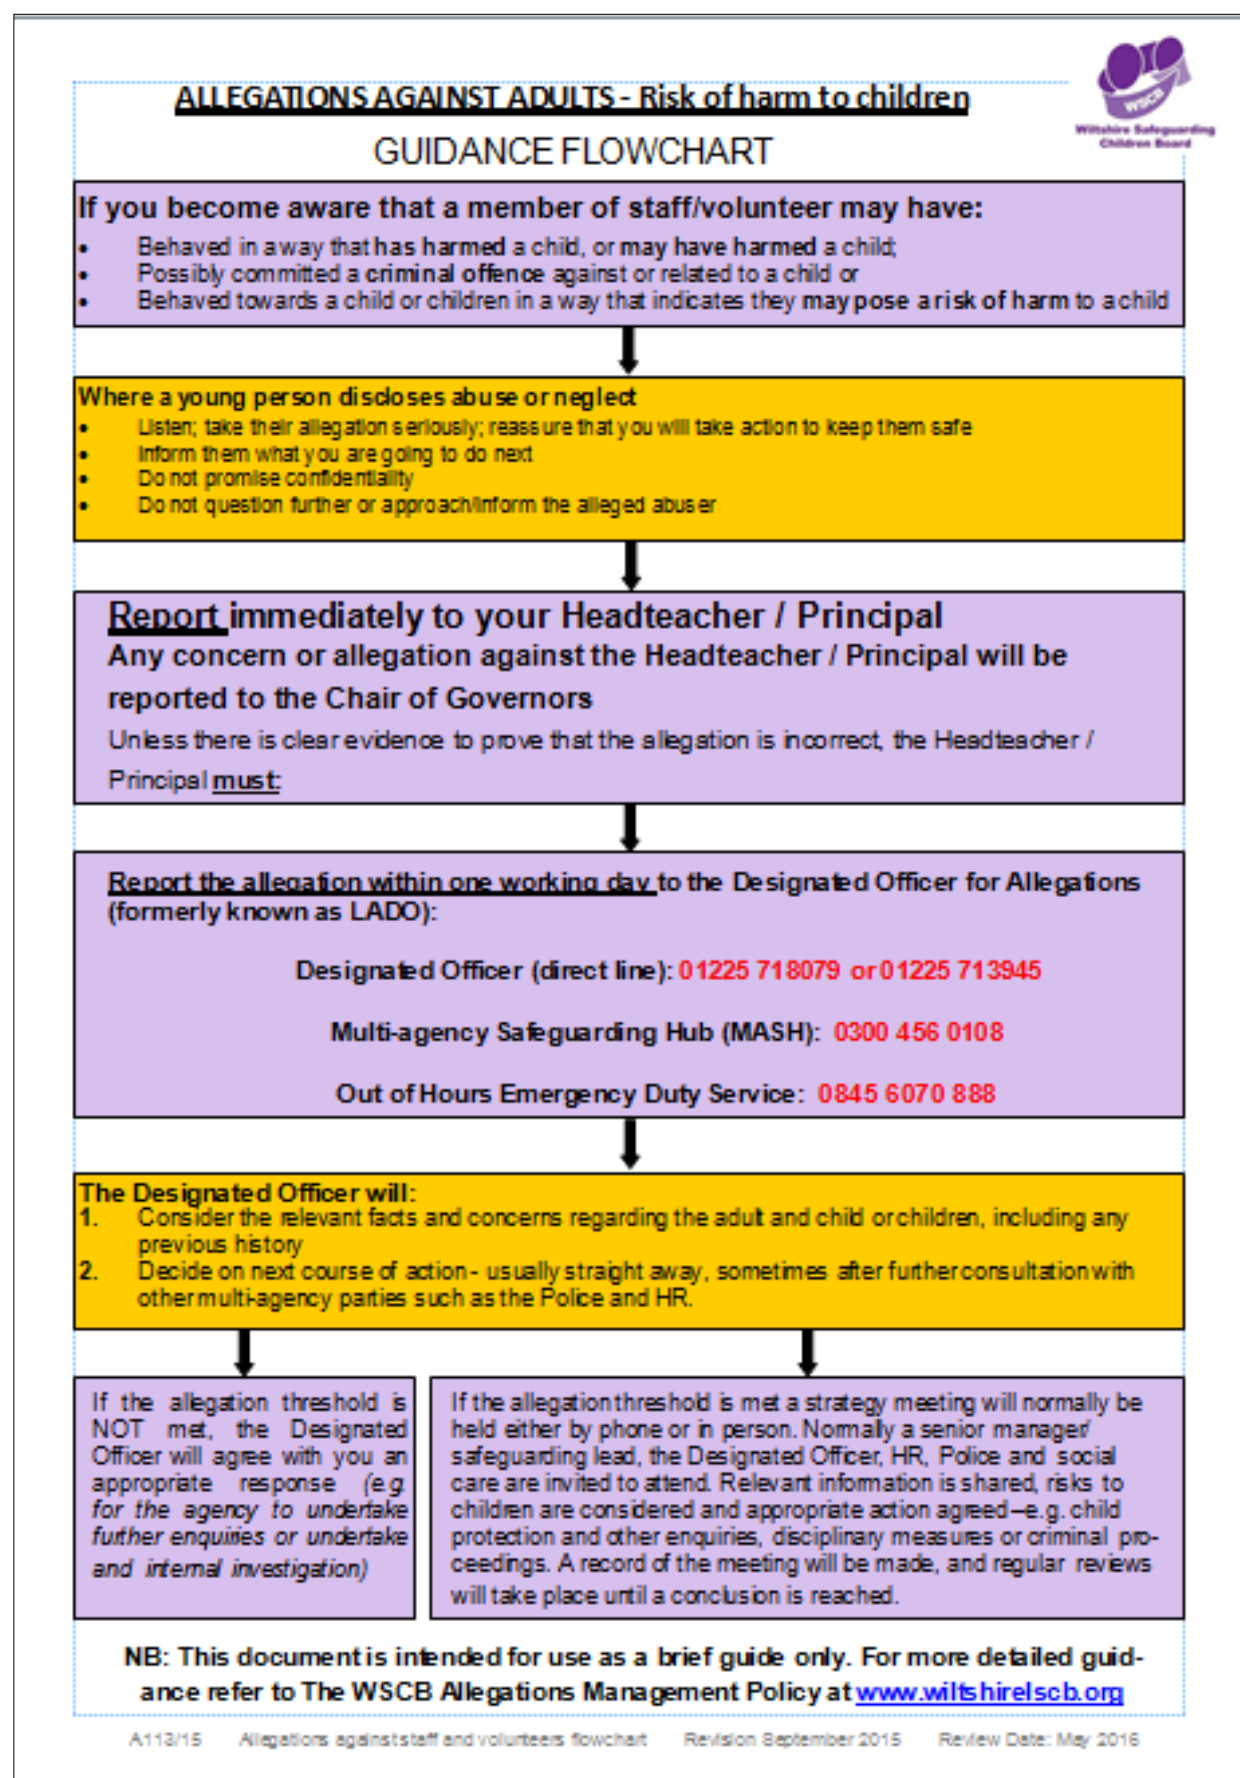 ALLEGATIONS AGAINST ADULTS - Risk of harm to children
WSCB
Wiltshire Safeguarding
Children Board
GUIDANCE FLOWCHART
If you become aware that a member of staff/volunteer may have:
• Behaved in a way that has harmed a child, or may have harmed a child;
• Possibly committed a criminal offence against or related to a child or
• Behaved towards a child or children in a way that indicates they may pose a risk of harm to a child
Where a young person discloses abuse or neglect
• Listen; take their allegation seriously; reassure that you will take action to keep them safe
• Inform them what you are going to do next
• Do not promise confidentiality
• Do not question further or approach/inform the alleged abuser
Report immediately to your Headteacher / Principal
Any concern or allegation against the Headteacher / Principal will be
reported to the Chair of Governors
Unless there is clear evidence to prove that the allegation is incorrect, the Headteacher /
Principal must:
Report the allegation within one working day to the Designated Officer for Allegations
(formerly known as LADO):
Designated Officer (direct line): 01225 718079 or 01225 713945
Multi-agency Safeguarding Hub (MASH): 0300 456 0108
Out of Hours Emergency Duty Service: 0845 6070 888
The Designated Officer will:
1. Consider the relevant facts and concerns regarding the adult and child or children, including any
previous history
2. Decide on next course of action - usually straight away, sometimes after further consultation with
other multi-agency parties such as the Police and HR.
If the allegation threshold is
NOT met, the Designated
Officer will agree with you an
appropriate response (e.g.
for the agency to undertake
further enquiries or undertake
and internal investigation)
If the allegation threshold is met a strategy meeting will normally be
held either by phone or in person. Normally a senior manager/
safeguarding lead, the Designated Officer, HR, Police and social
care are invited to attend. Relevant information is shared, risks to
children are considered and appropriate action agreed–e.g. child
protection and other enquiries, disciplinary measures or criminal pro-
ceedings. A record of the meeting will be made, and regular reviews
will take place until a conclusion is reached.
NB: This document is intended for use as a brief guide only. For more detailed guid-
ance refer to The WSCB Allegations Management Policy at www.wiltshirelscb.org
A113/15 Allegations against staff and volunteers flowchart Revision September 2015 Review Date: May 2016